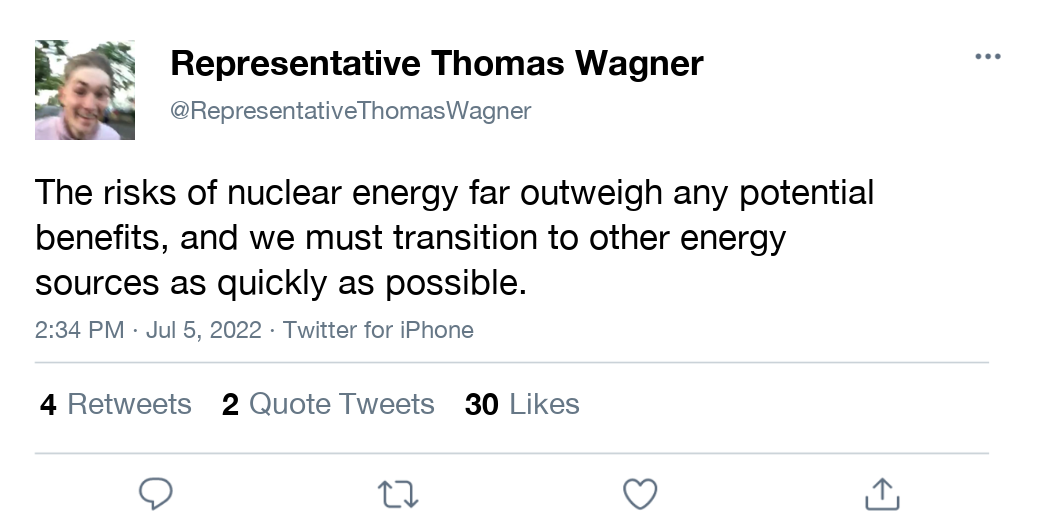 Representative Thomas Wagner
@RepresentativeThomasWagner
The risks of nuclear energy far outweigh any potential
benefits, and we must transition to other energy
sources as quickly as possible.
2:34 PM · Jul 5, 2022 · Twitter for iPhone
4 Retweets 2 Quote Tweets 30 Likes